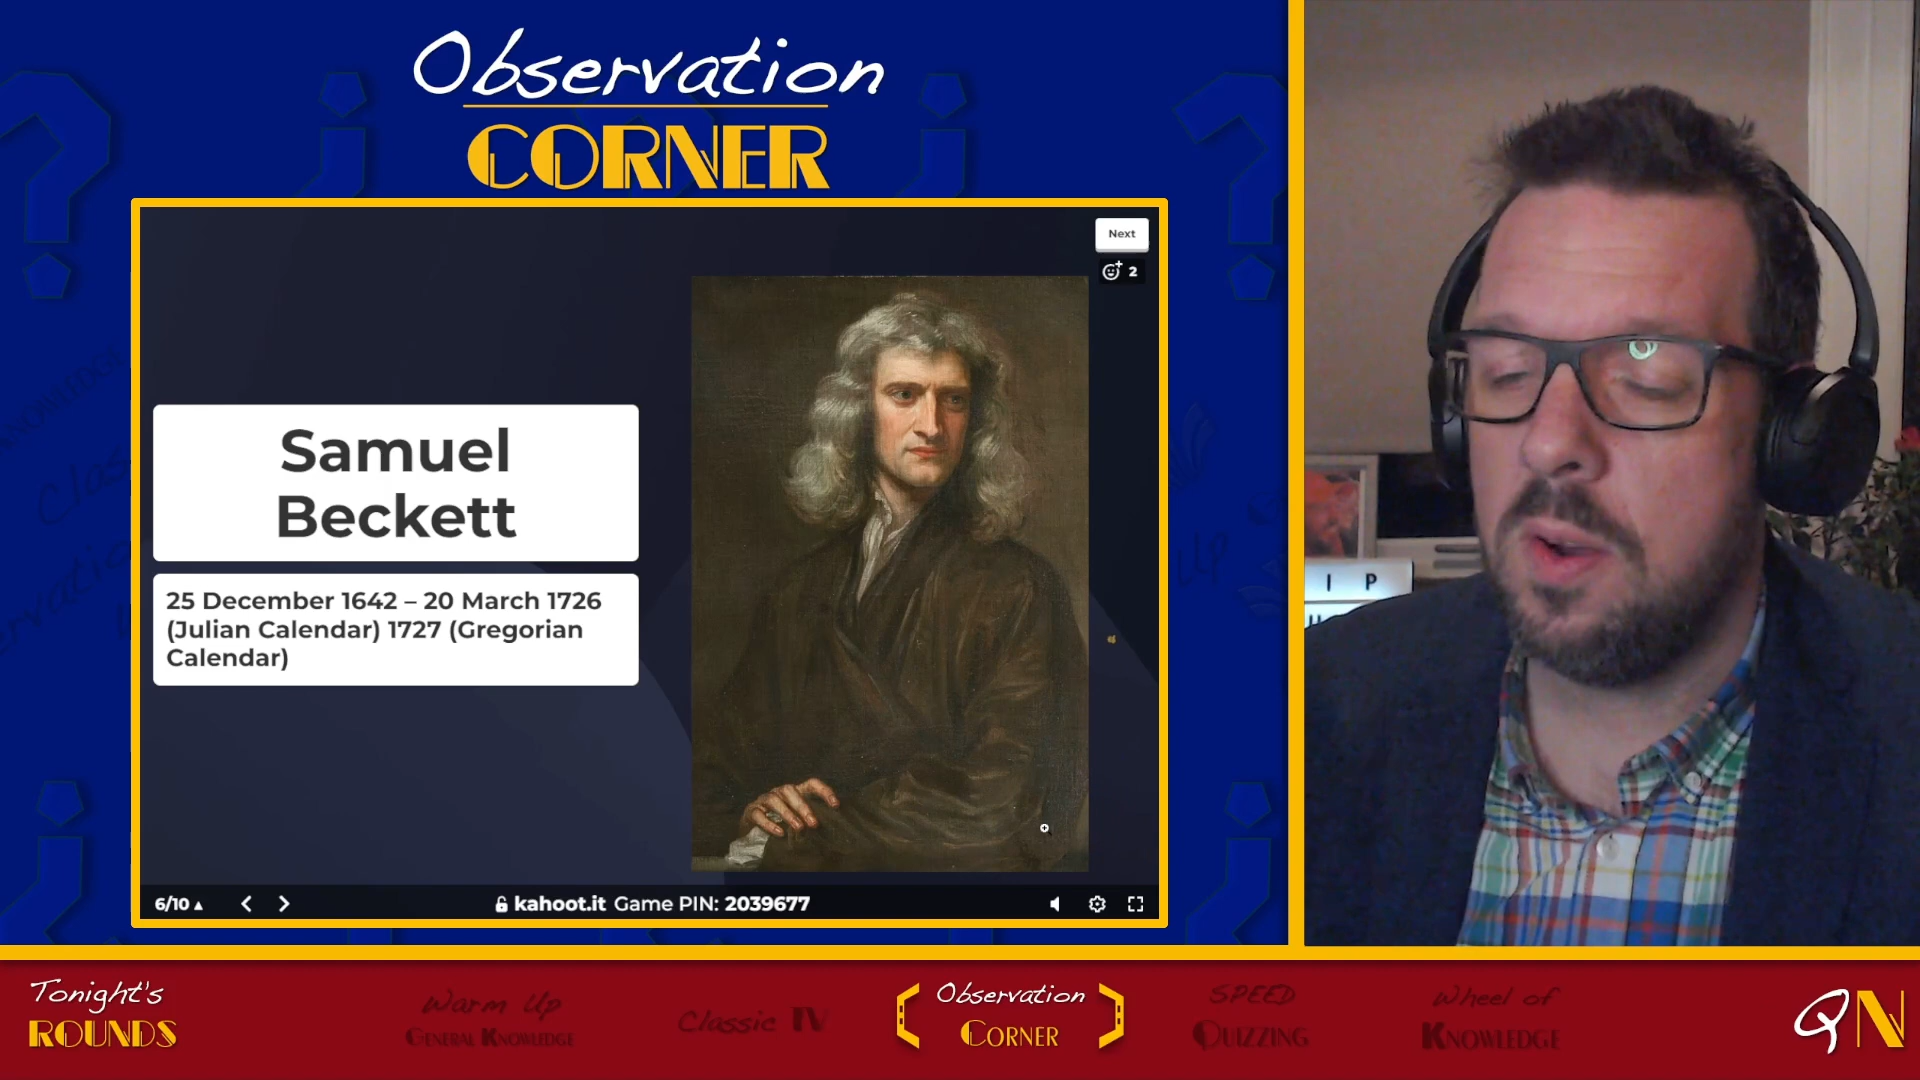 Observation
CORNER
Next
2
Samuel
Beckett
25 December 1642 – 20 March 1726
(Julian Calendar) 1727 (Gregorian
Calendar)
6/10
kahoot.it Game PIN: 2039677
I P
Tonight's
ROUNDS
Warm Up
GENERAL KNOWLEDGE
Classic TV
Observation
CORNER
SPEED
QUIZZING
Wheel of
KNOWLEDGE
QN